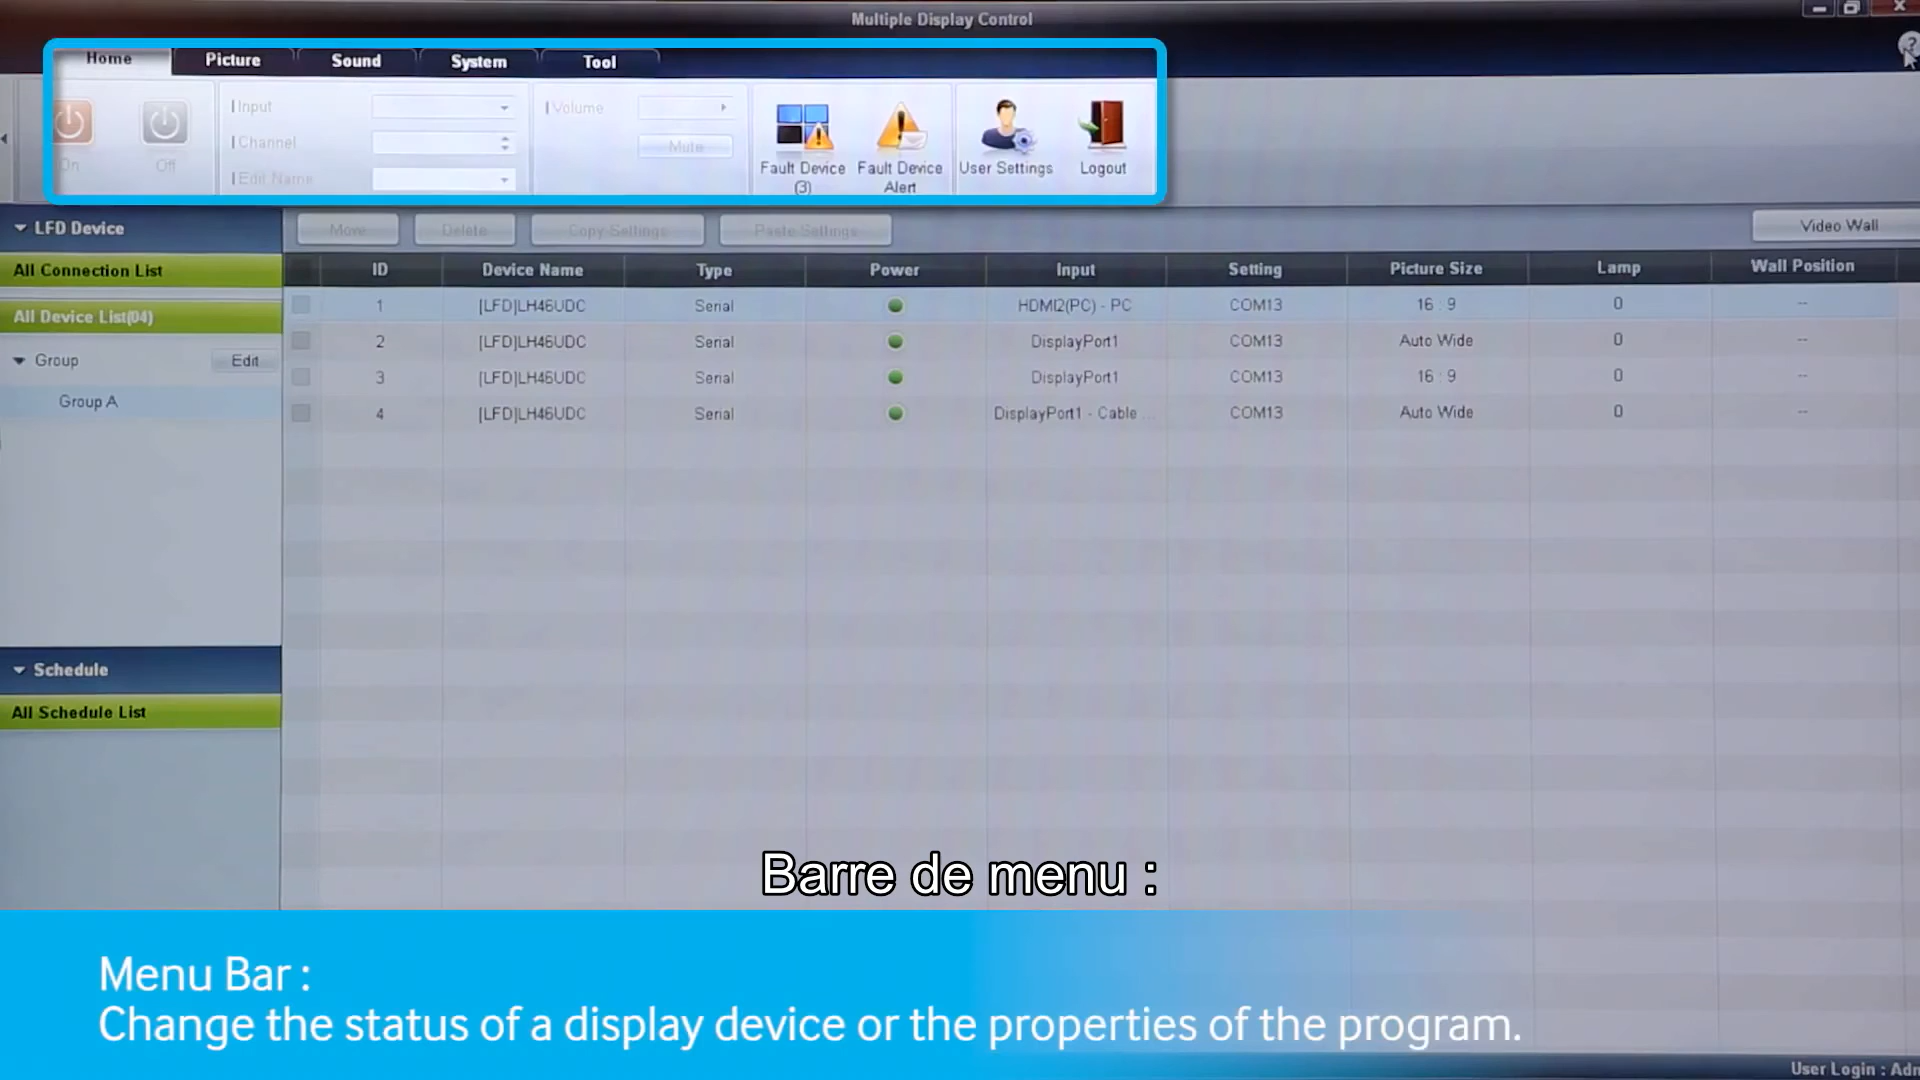 Multiple Display Control
Home Picture Sound System Tool
Input
Channel
Edit Name
On Off
Volume
Mute
Fault Device
(3)
Fault Device
Alert
User Settings
Logout
LFD Device
Move Delete Copy Settings Paste Settings Video Wall
All Connection List
All Device List(04)
Group Edit
Group A
ID Device Name Type Power Input Setting Picture Size Lamp Wall Position
1 [LFD]LH46UDC Serial HDMI2(PC) - PC COM13 16 : 9 0 --
2 [LFD]LH46UDC Serial DisplayPort1 COM13 Auto Wide 0 --
3 [LFD]LH46UDC Serial DisplayPort1 COM13 16 : 9 0 --
4 [LFD]LH46UDC Serial DisplayPort1 - Cable ... COM13 Auto Wide 0 --
Schedule
All Schedule List
Barre de menu :
Menu Bar :
Change the status of a display device or the properties of the program.
User Login : Adm